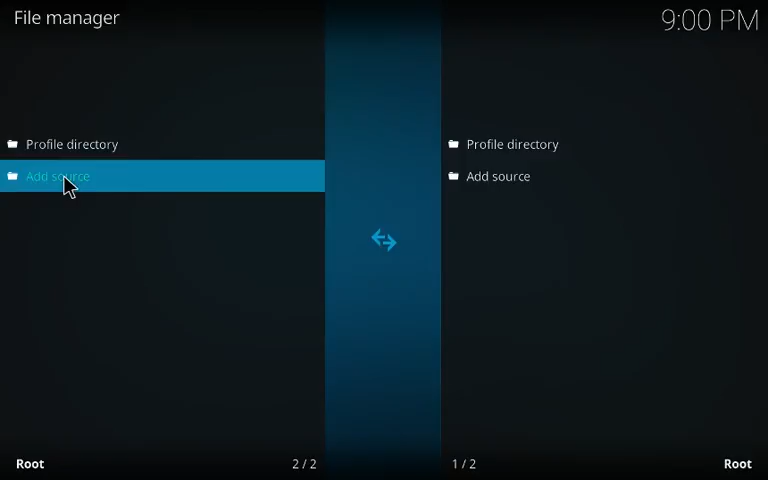 File manager
9:00 PM
Profile directory
Add source
Profile directory
Add source
Root
2 / 2
1 / 2
Root